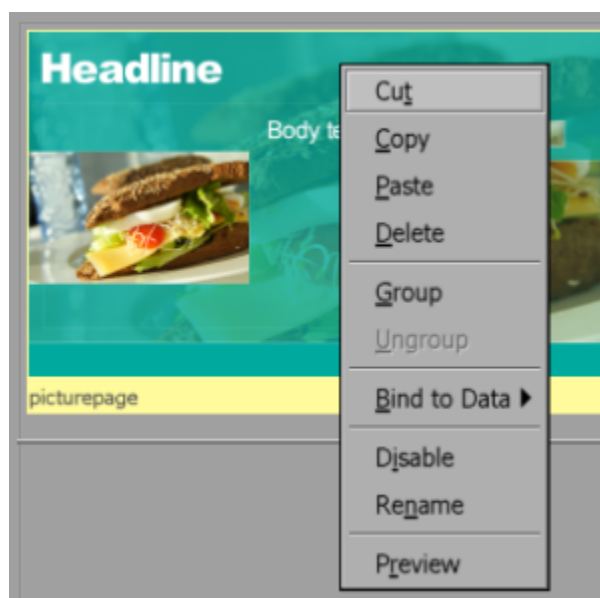 Headline
Body te
Cut
Copy
Paste
Delete
Group
Ungroup
Bind to Data
Disable
Rename
Preview
picturepage